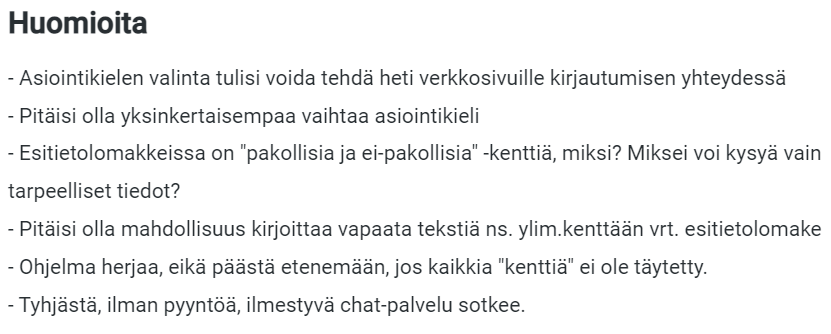 Huomioita
- Asiointikielen valinta tulisi voida tehdä heti verkkosivuille kirjautumisen yhteydessä
- Pitäisi olla yksinkertaisempaa vaihtaa asiointikieli
- Esitietolomakkeissa on "pakollisia ja ei-pakollisia" -kenttiä, miksi? Miksei voi kysyä vain
tarpeelliset tiedot?
- Pitäisi olla mahdollisuus kirjoittaa vapaata tekstiä ns. ylim.kenttään vrt. esitietolomake
- Ohjelma herjaa, eikä päästä etenemään, jos kaikkia "kenttiä" ei ole täytetty.
- Tyhjästä, ilman pyyntöä, ilmestyvä chat-palvelu sotkee.